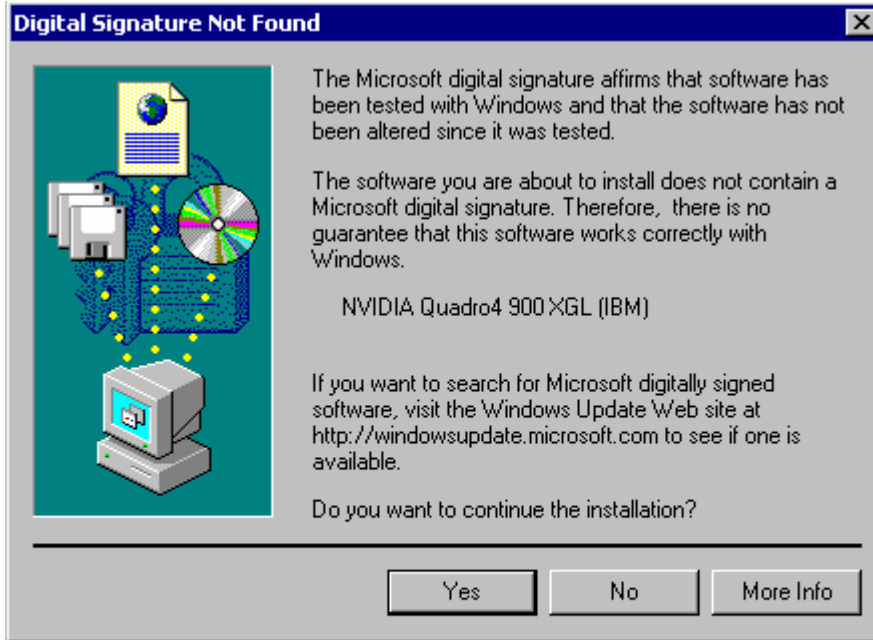 Digital Signature Not Found
The Microsoft digital signature affirms that software has
been tested with Windows and that the software has not
been altered since it was tested.
The software you are about to install does not contain a
Microsoft digital signature. Therefore,  there is no
guarantee that this software works correctly with
Windows.
NVIDIA Quadro4 900 XGL (IBM)
If you want to search for Microsoft digitally signed
software, visit the Windows Update Web site at
http://windowsupdate.microsoft.com to see if one is
available.
Do you want to continue the installation?
Yes No More Info